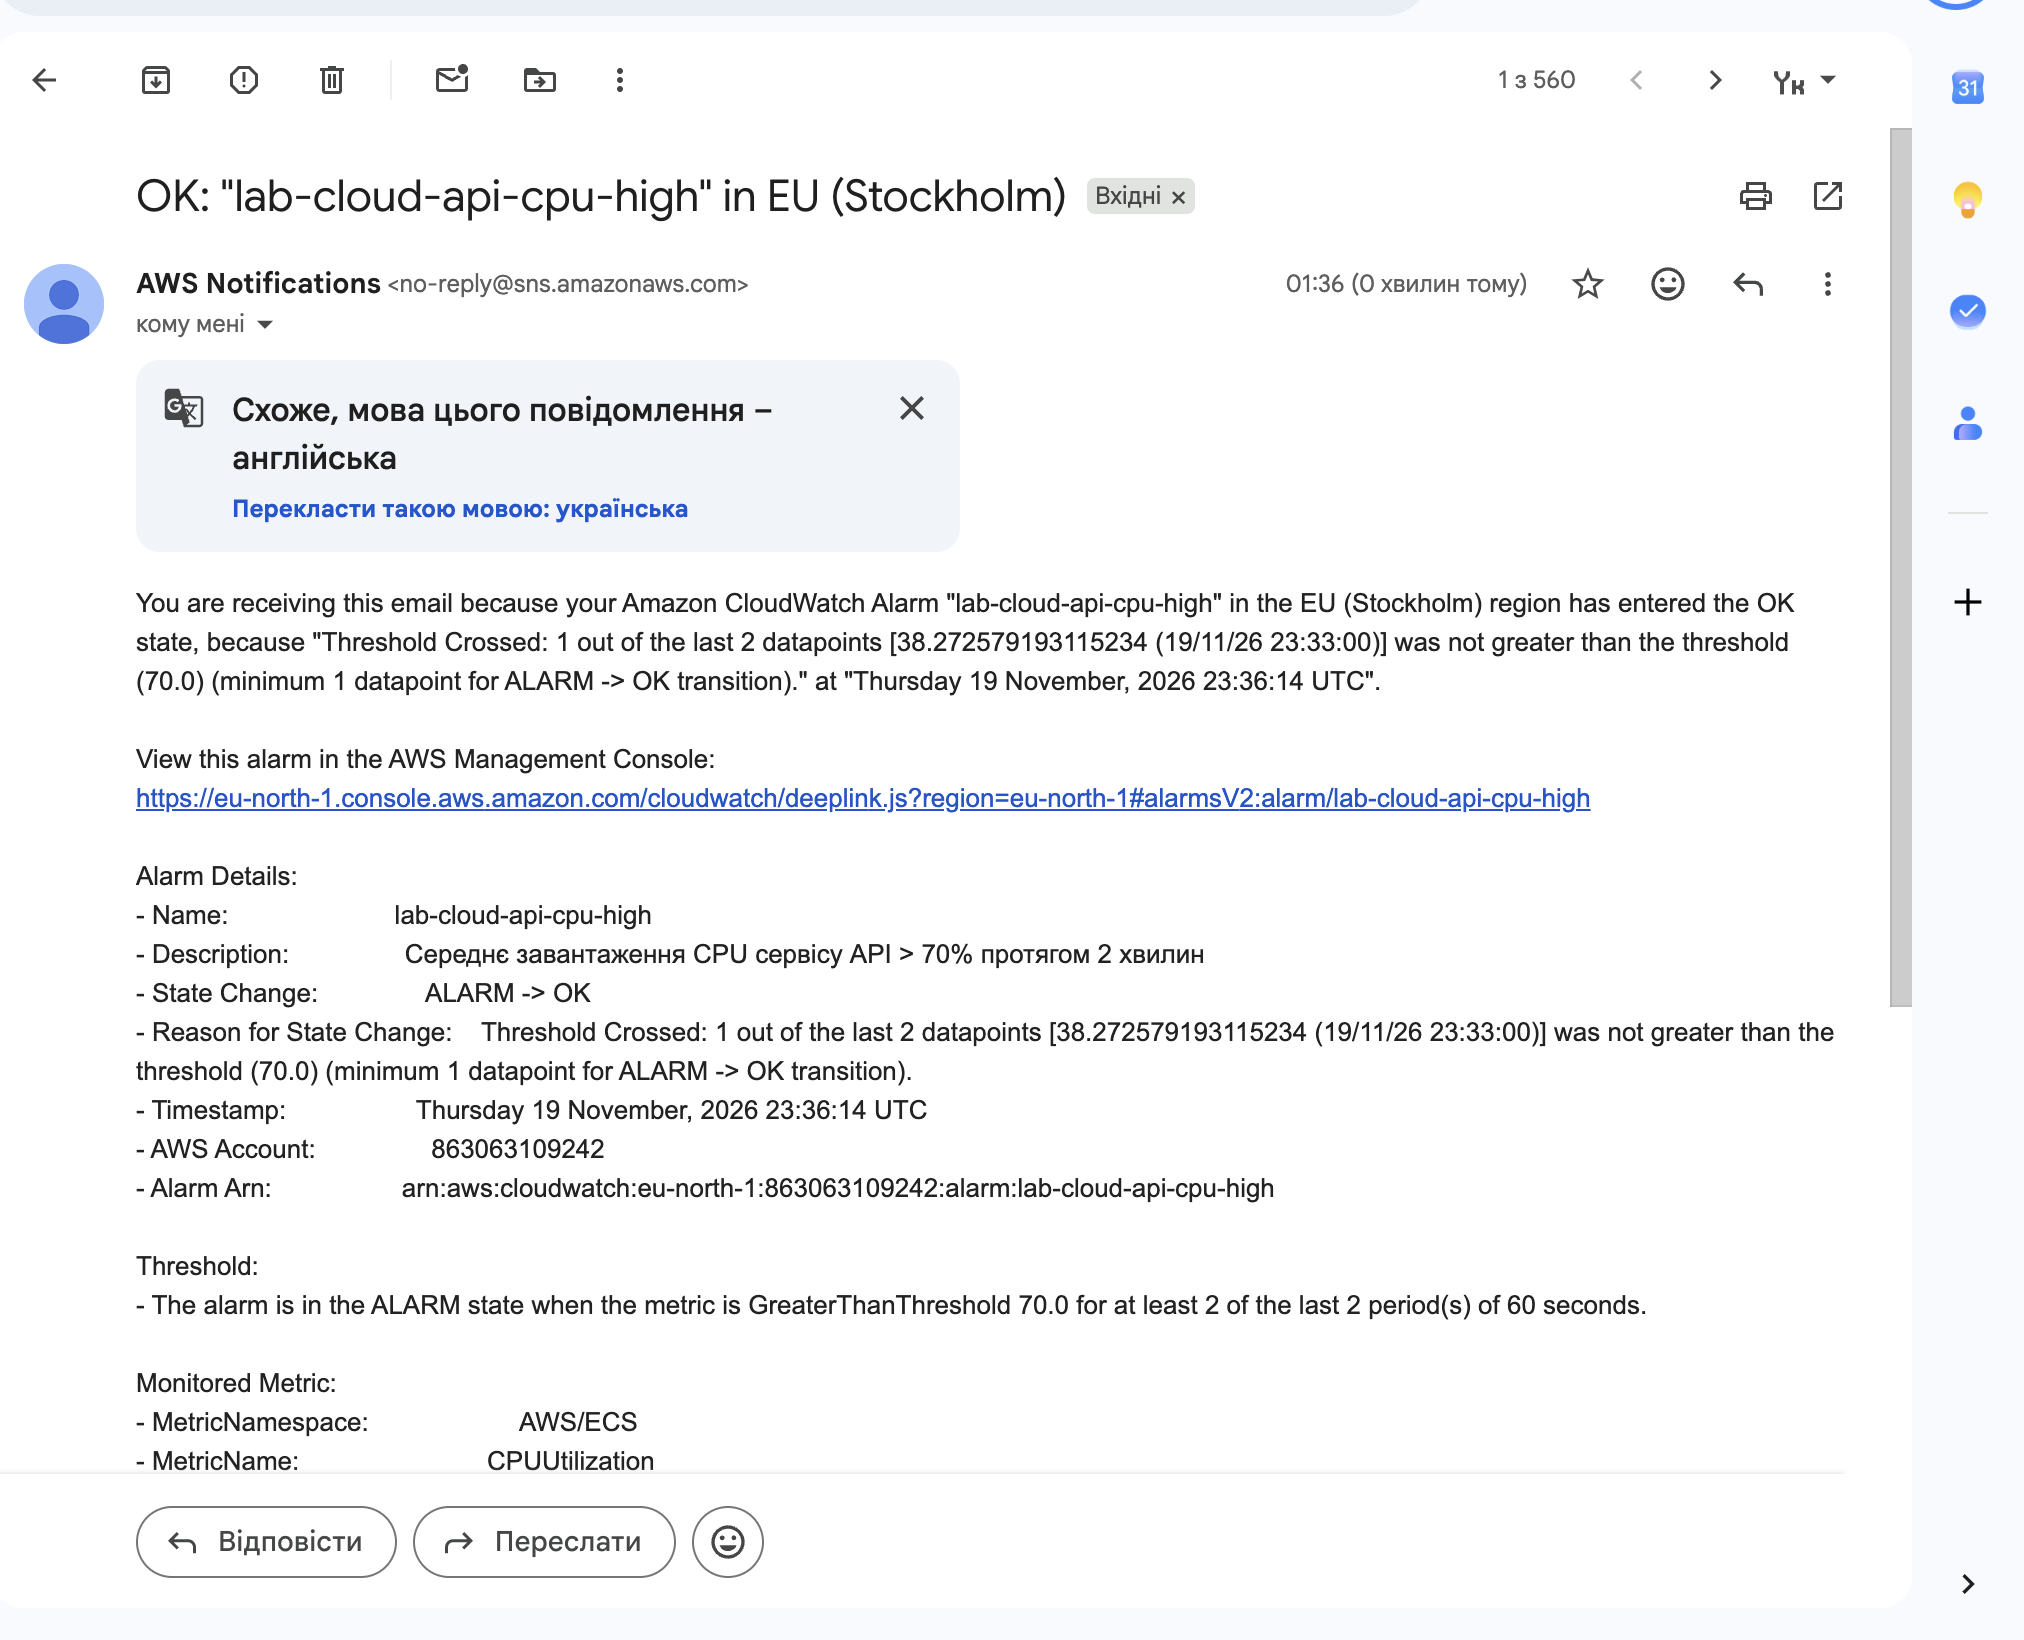 1 з 560
Ук
31
OK: "lab-cloud-api-cpu-high" in EU (Stockholm) Вхідні ×
AWS Notifications <no-reply@sns.amazonaws.com>
01:36 (0 хвилин тому)
кому мені
Схоже, мова цього повідомлення –
англійська
Перекласти такою мовою: українська
You are receiving this email because your Amazon CloudWatch Alarm "lab-cloud-api-cpu-high" in the EU (Stockholm) region has entered the OK
state, because "Threshold Crossed: 1 out of the last 2 datapoints [38.272579193115234 (19/11/26 23:33:00)] was not greater than the threshold
(70.0) (minimum 1 datapoint for ALARM -> OK transition)." at "Thursday 19 November, 2026 23:36:14 UTC".
View this alarm in the AWS Management Console:
https://eu-north-1.console.aws.amazon.com/cloudwatch/deeplink.js?region=eu-north-1#alarmsV2:alarm/lab-cloud-api-cpu-high
Alarm Details:
- Name: lab-cloud-api-cpu-high
- Description: Середнє завантаження CPU сервісу API > 70% протягом 2 хвилин
- State Change: ALARM -> OK
- Reason for State Change: Threshold Crossed: 1 out of the last 2 datapoints [38.272579193115234 (19/11/26 23:33:00)] was not greater than the
threshold (70.0) (minimum 1 datapoint for ALARM -> OK transition).
- Timestamp: Thursday 19 November, 2026 23:36:14 UTC
- AWS Account: 863063109242
- Alarm Arn: arn:aws:cloudwatch:eu-north-1:863063109242:alarm:lab-cloud-api-cpu-high
Threshold:
- The alarm is in the ALARM state when the metric is GreaterThanThreshold 70.0 for at least 2 of the last 2 period(s) of 60 seconds.
Monitored Metric:
- MetricNamespace: AWS/ECS
- MetricName: CPUUtilization
Відповісти
Переслати